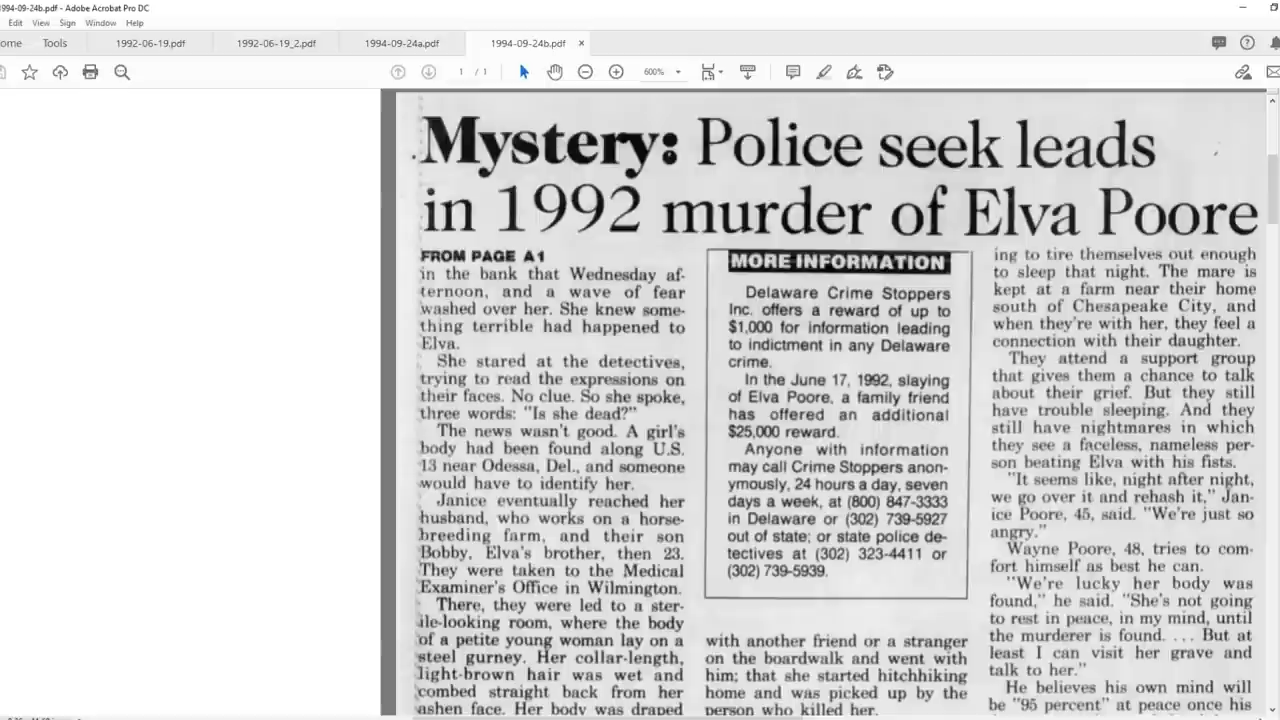 1994-09-24b.pdf - Adobe Acrobat Pro DC
Edit View Sign Window Help
ome Tools 1992-06-19.pdf 1992-06-19_2.pdf 1994-09-24a.pdf 1994-09-24b.pdf ×
1 / 1 600%
Mystery: Police seek leads
in 1992 murder of Elva Poore
FROM PAGE A1
in the bank that Wednesday af-
ternoon, and a wave of fear
washed over her. She knew some-
thing terrible had happened to
Elva.
She stared at the detectives,
trying to read the expressions on
their faces. No clue. So she spoke,
three words: "Is she dead?"
The news wasn't good. A girl's
body had been found along U.S.
13 near Odessa, Del., and someone
would have to identify her.
Janice eventually reached her
husband, who works on a horse-
breeding farm, and their son
Bobby, Elva's brother, then 23.
They were taken to the Medical
Examiner's Office in Wilmington.
There, they were led to a ster-
ile-looking room, where the body
of a petite young woman lay on a
steel gurney. Her collar-length,
light-brown hair was wet and
combed straight back from her
ashen face. Her body was draped
MORE INFORMATION
Delaware Crime Stoppers
Inc. offers a reward of up to
$1,000 for information leading
to indictment in any Delaware
crime.
In the June 17, 1992, slaying
of Elva Poore, a family friend
has offered an additional
$25,000 reward.
Anyone with information
may call Crime Stoppers anon-
ymously, 24 hours a day, seven
days a week, at (800) 847-3333
in Delaware or (302) 739-5927
out of state; or state police de-
tectives at (302) 323-4411 or
(302) 739-5939.
with another friend or a stranger
on the boardwalk and went with
him; that she started hitchhiking
home and was picked up by the
person who killed her.
ing to tire themselves out enough
to sleep that night. The mare is
kept at a farm near their home
south of Chesapeake City, and
when they're with her, they feel a
connection with their daughter.
They attend a support group
that gives them a chance to talk
about their grief. But they still
have trouble sleeping. And they
still have nightmares in which
they see a faceless, nameless per-
son beating Elva with his fists.
"It seems like, night after night,
we go over it and rehash it," Jan-
ice Poore, 45, said. "We're just so
angry."
Wayne Poore, 48, tries to com-
fort himself as best he can.
"We're lucky her body was
found," he said. "She's not going
to rest in peace, in my mind, until
the murderer is found. ... But at
least I can visit her grave and
talk to her."
He believes his own mind will
be "95 percent" at peace once his